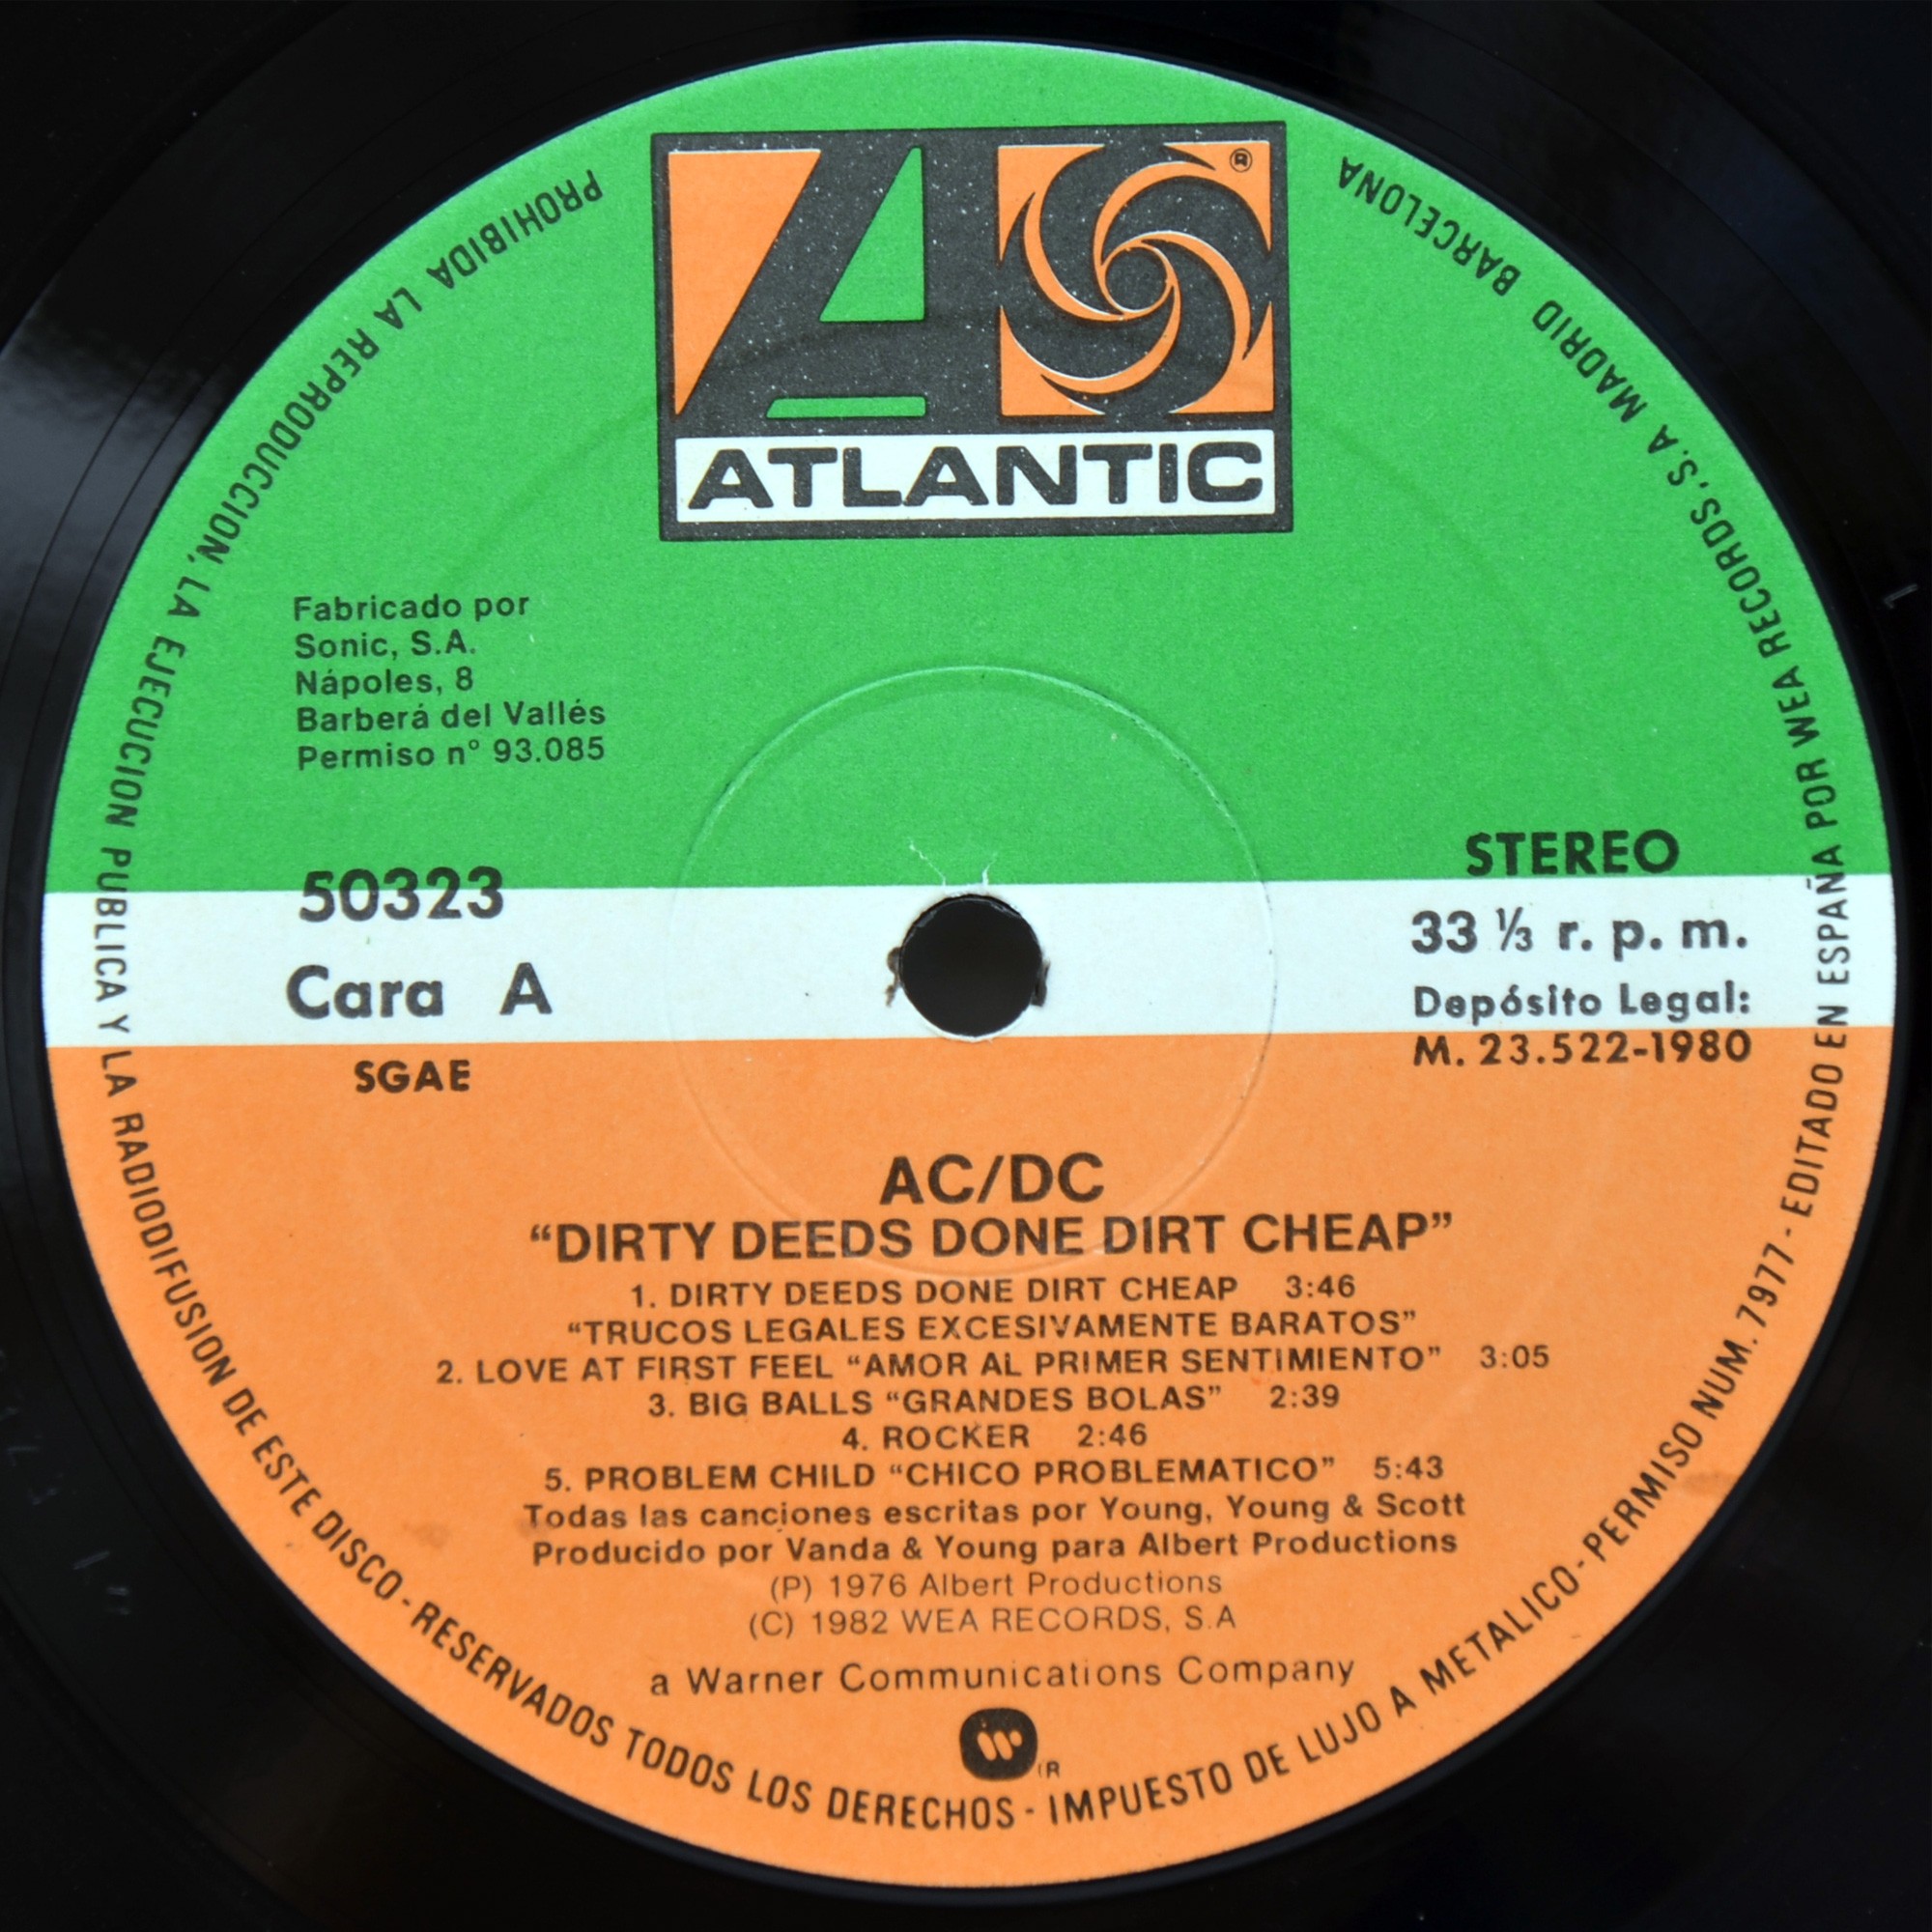 ATLANTIC
®
Fabricado por
Sonic, S.A.
Nápoles, 8
Barberá del Vallés
Permiso n° 93.085
50323
Cara A
SGAE
STEREO
33 ⅓ r. p. m.
Depósito Legal:
M. 23.522-1980
AC/DC
“DIRTY DEEDS DONE DIRT CHEAP”
1. DIRTY DEEDS DONE DIRT CHEAP 3:46
“TRUCOS LEGALES EXCESIVAMENTE BARATOS”
2. LOVE AT FIRST FEEL “AMOR AL PRIMER SENTIMIENTO” 3:05
3. BIG BALLS “GRANDES BOLAS” 2:39
4. ROCKER 2:46
5. PROBLEM CHILD “CHICO PROBLEMATICO” 5:43
Todas las canciones escritas por Young, Young & Scott
Producido por Vanda & Young para Albert Productions
(P) 1976 Albert Productions
(C) 1982 WEA RECORDS, S.A
a Warner Communications Company
PROHIBIDA LA REPRODUCCION, LA EJECUCION PUBLICA Y LA RADIODIFUSION DE ESTE DISCO - RESERVADOS TODOS LOS DERECHOS - IMPUESTO DE LUJO A METALICO - PERMISO NUM. 7977 - EDITADO EN ESPAÑA POR WEA RECORDS, S.A MADRID BARCELONA